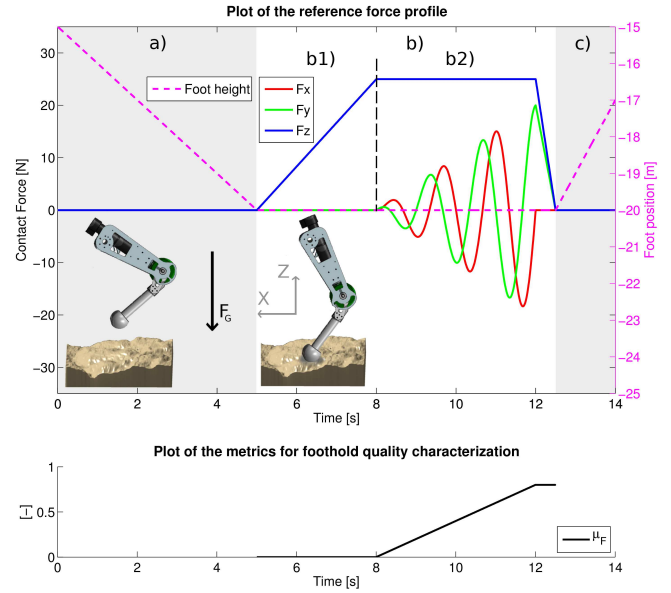 Plot of the reference force profile
a)
b1)
b)
b2)
c)
Foot height
Fx
Fy
Fz
Contact Force [N]
30
20
10
0
-10
-20
-30
-15
-16
-17
-18
-19
-20
-21
-22
-23
-24
-25
Foot position [m]
F_G
Z
X
0 2 4 6 8 10 12 14
Time [s]
Plot of the metrics for foothold quality characterization
[-]
1
0.5
0
μ_F
0 2 4 6 8 10 12 14
Time [s]